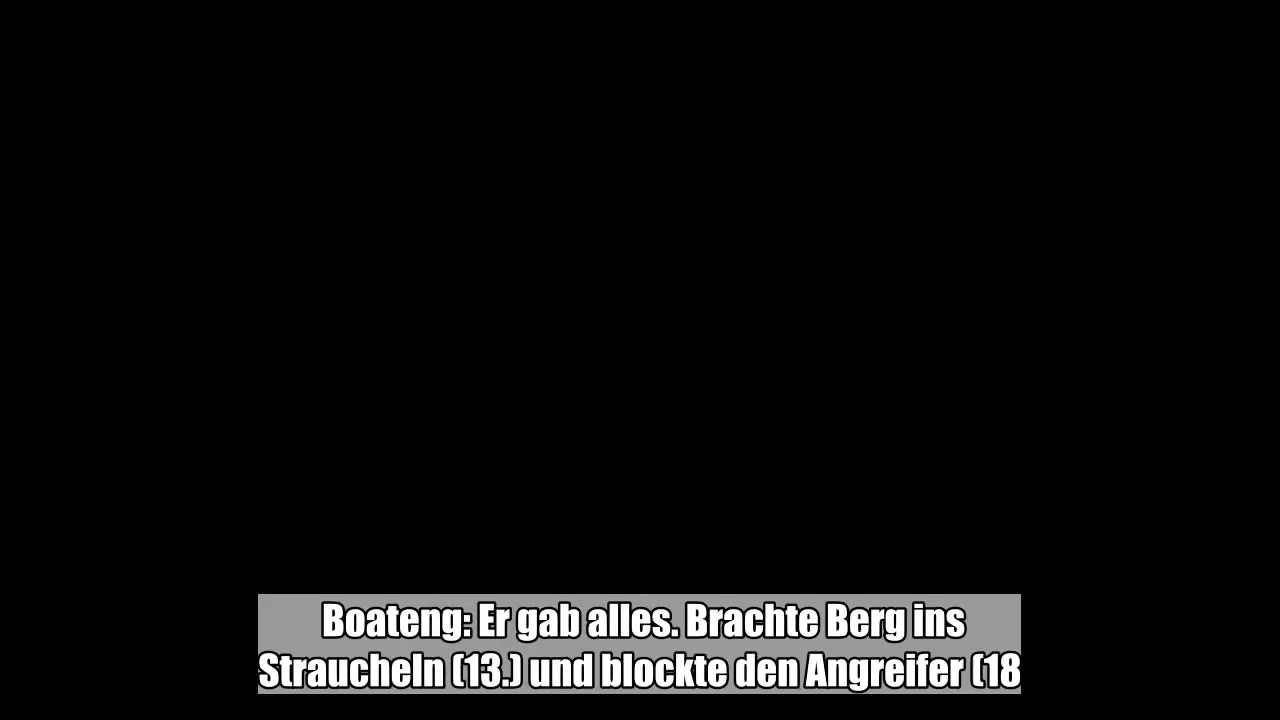 Boateng: Er gab alles. Brachte Berg ins
Straucheln (13.) und blockte den Angreifer (18